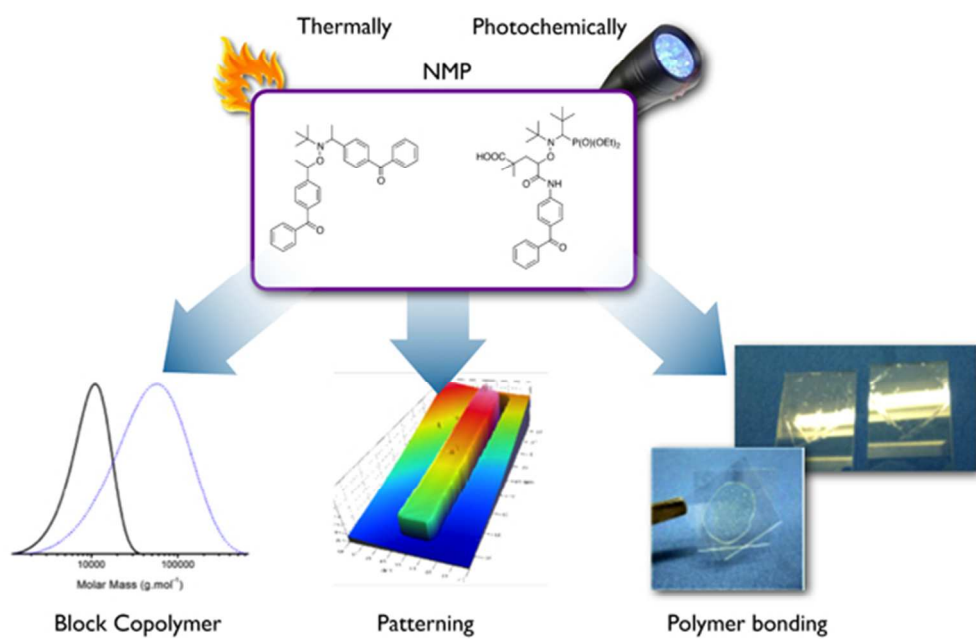 Thermally
Photochemically
NMP
N
O
O
O
HOOC
N
O
P(O)(OEt)₂
O
NH
O
10000
100000
Molar Mass (g.mol⁻¹)
Block Copolymer
Patterning
Polymer bonding